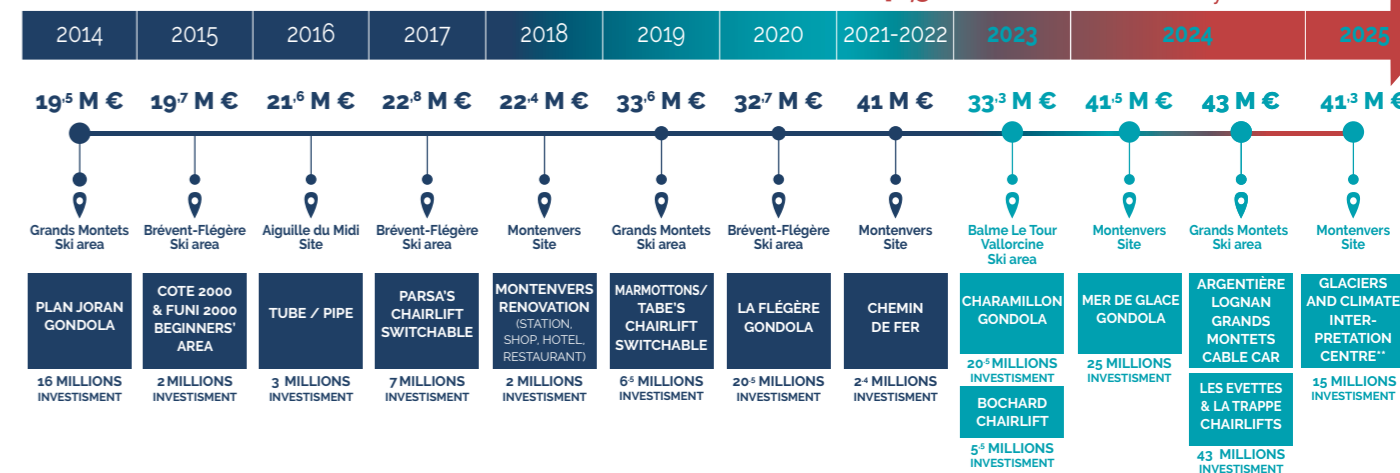 2014 2015 2016 2017 2018 2019 2020 2021-2022 2023 2024 2025
19,5 M € 19,7 M € 21,6 M € 22,8 M € 22,4 M € 33,6 M € 32,7 M € 41 M € 33,3 M € 41,5 M € 43 M € 41,3 M €
Grands Montets
Ski area
Brévent-Flégère
Ski area
Aiguille du Midi
Site
Brévent-Flégère
Ski area
Montenvers
Site
Grands Montets
Ski area
Brévent-Flégère
Ski area
Montenvers
Site
Balme Le Tour
Vallorcine
Ski area
Montenvers
Site
Grands Montets
Ski area
Montenvers
Site
PLAN JORAN
GONDOLA
16 MILLIONS
INVESTISMENT
COTE 2000
& FUNI 2000
BEGINNERS'
AREA
2 MILLIONS
INVESTISMENT
TUBE / PIPE
3 MILLIONS
INVESTISMENT
PARSA'S
CHAIRLIFT
SWITCHABLE
7 MILLIONS
INVESTISMENT
MONTENVERS
RENOVATION
(STATION,
SHOP, HOTEL,
RESTAURANT)
2 MILLIONS
INVESTISMENT
MARMOTTONS/
TABE'S
CHAIRLIFT
SWITCHABLE
6,5 MILLIONS
INVESTISMENT
LA FLÉGÈRE
GONDOLA
20,5 MILLIONS
INVESTISMENT
CHEMIN
DE FER
2,4 MILLIONS
INVESTISMENT
CHARAMILLON
GONDOLA
20,5 MILLIONS
INVESTISMENT
BOCHARD
CHAIRLIFT
5,5 MILLIONS
INVESTISMENT
MER DE GLACE
GONDOLA
25 MILLIONS
INVESTISMENT
ARGENTIÈRE
LOGNAN
GRANDS
MONTETS
CABLE CAR
LES EVETTES
& LA TRAPPE
CHAIRLIFTS
43 MILLIONS
INVESTISMENT
GLACIERS
AND CLIMATE
INTER-
PRETATION
CENTRE**
15 MILLIONS
INVESTISMENT